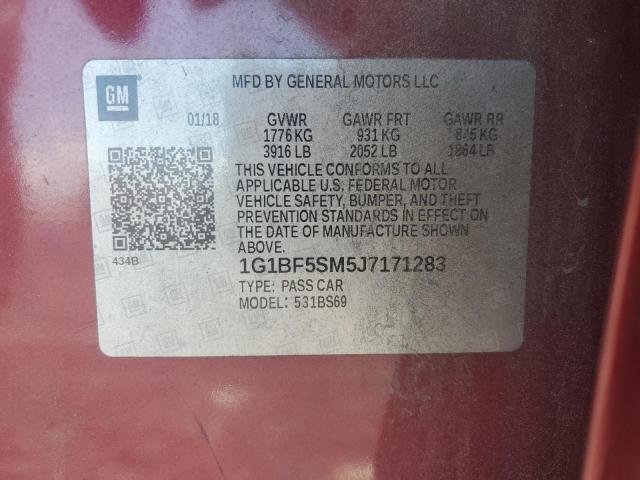 GM
MFD BY GENERAL MOTORS LLC
01/18 GVWR GAWR FRT GAWR RR
1776 KG 931 KG 845 KG
3916 LB 2052 LB 1864 LB
THIS VEHICLE CONFORMS TO ALL
APPLICABLE U.S. FEDERAL MOTOR
VEHICLE SAFETY, BUMPER, AND THEFT
PREVENTION STANDARDS IN EFFECT ON
THE DATE OF MANUFACTURE SHOWN
ABOVE.
434B
1G1BF5SM5J7171283
TYPE: PASS CAR
MODEL: 531BS69